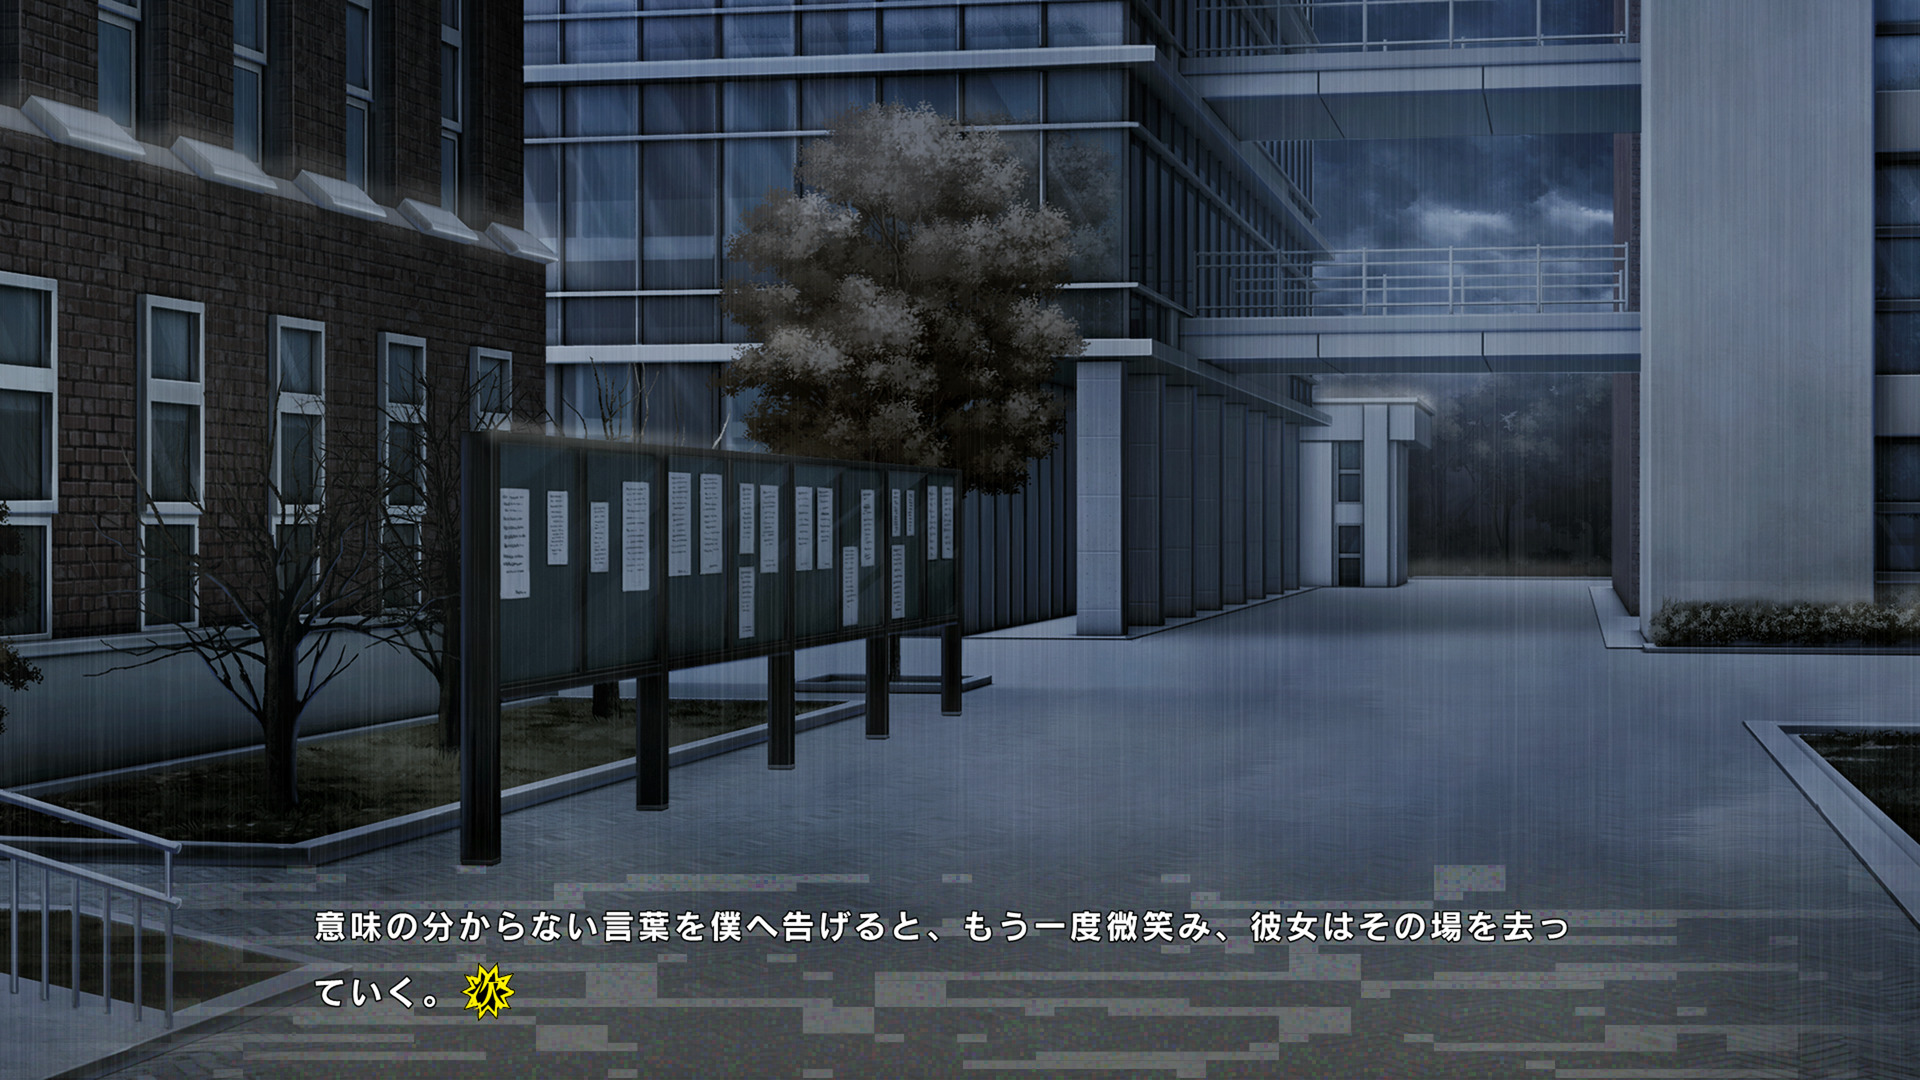 意味の分からない言葉を僕へ告げると、もう一度微笑み、彼女はその場を去っ
ていく。次